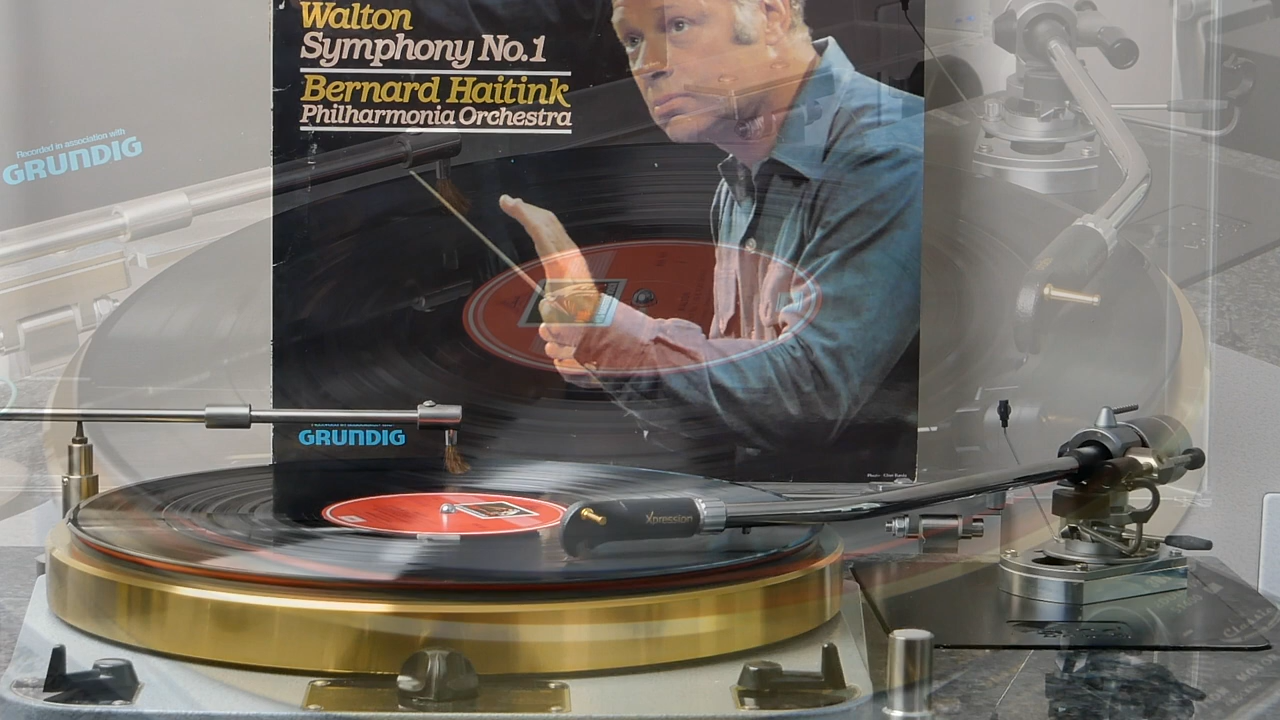 Walton
Symphony No.1
Bernard Haitink
Philharmonia Orchestra
Recorded in association with
GRUNDIG
GRUNDIG
Xpression